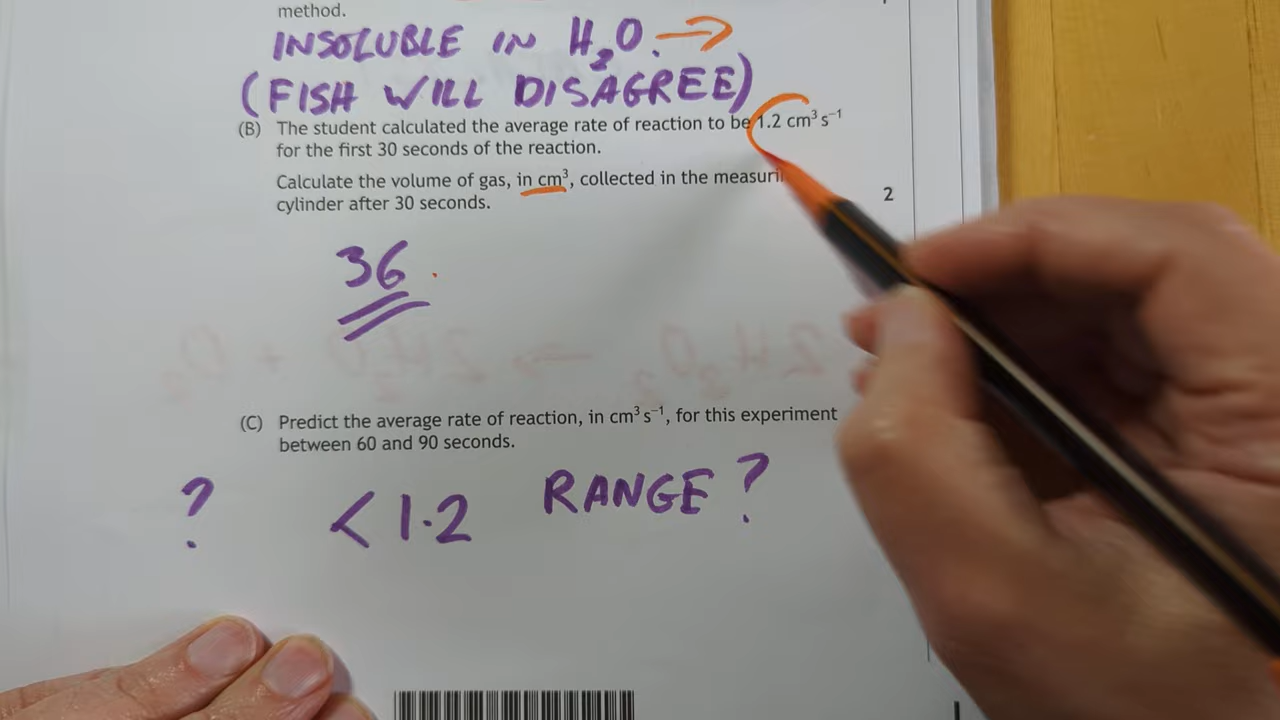 method.
INSOLUBLE IN H₂O. →
(FISH WILL DISAGREE)
(B) The student calculated the average rate of reaction to be 1.2 cm³ s⁻¹
for the first 30 seconds of the reaction.
Calculate the volume of gas, in cm³, collected in the measuri
cylinder after 30 seconds.
2
36
2H₂O₂ → 2H₂O + O₂
(C) Predict the average rate of reaction, in cm³ s⁻¹, for this experiment
between 60 and 90 seconds.
? < 1.2 RANGE ?